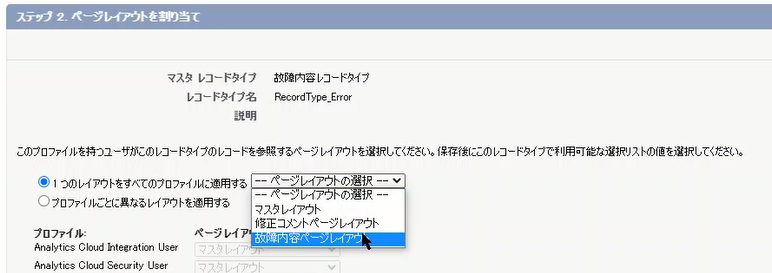 ステップ 2. ページレイアウトを割り当て
マスタ レコードタイプ 故障内容レコードタイプ
レコードタイプ名 RecordType_Error
説明
このプロファイルを持つユーザがこのレコードタイプのレコードを参照するページレイアウトを選択してください。保存後にこのレコードタイプで利用可能な選択リストの値を選択してください。
1 つのレイアウトをすべてのプロファイルに適用する -- ページレイアウトの選択 --
-- ページレイアウトの選択 --
プロファイルごとに異なるレイアウトを適用する
マスタレイアウト
修正コメントページレイアウト
故障内容ページレイアウト
プロファイル: ページレイ
Analytics Cloud Integration User マスタレイアウト
Analytics Cloud Security User マスタレイアウト